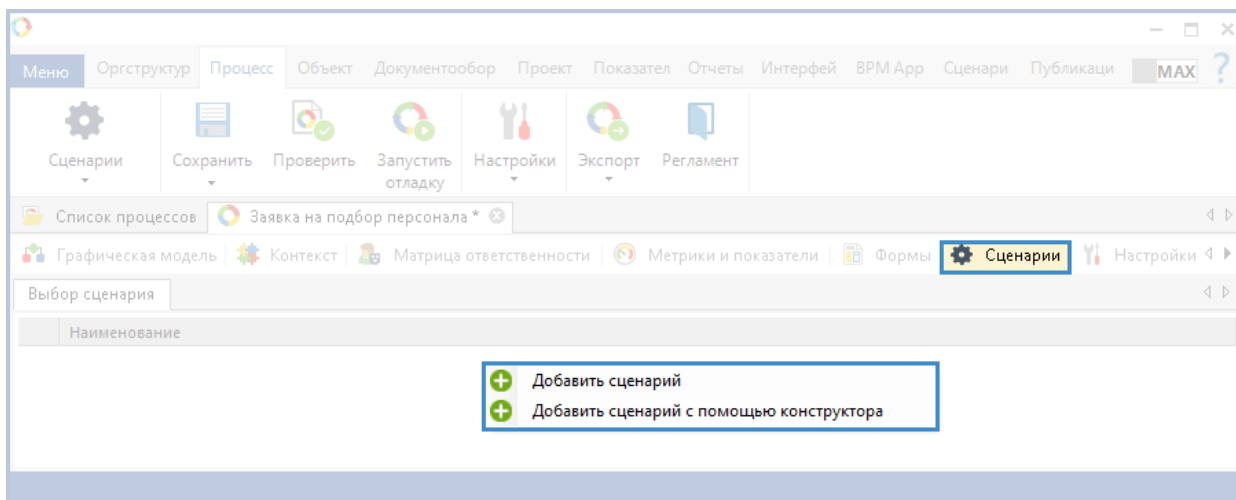 Меню Оргструктур Процесс Объект Документообор Проект Показател Отчеты Интерфей BPM App Сценари Публикаци MAX ?
Сценарии Сохранить Проверить Запустить отладку Настройки Экспорт Регламент
Список процессов Заявка на подбор персонала *
Графическая модель Контекст Матрица ответственности Метрики и показатели Формы Сценарии Настройки
Выбор сценария
Наименование
Добавить сценарий
Добавить сценарий с помощью конструктора